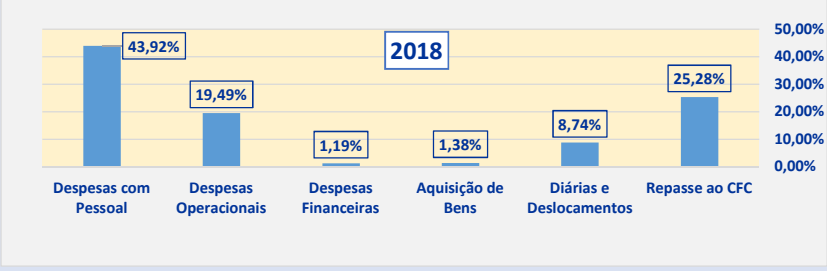 2018
43,92%
19,49%
1,19%
1,38%
8,74%
25,28%
50,00%
40,00%
30,00%
20,00%
10,00%
0,00%
Despesas com
Pessoal
Despesas
Operacionais
Despesas
Financeiras
Aquisição de
Bens
Diárias e
Deslocamentos
Repasse ao CFC